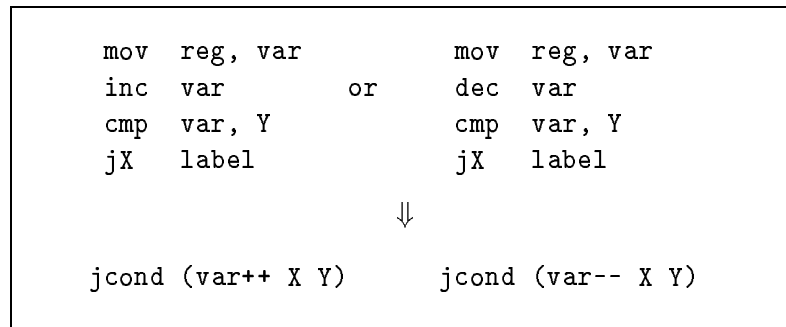 mov reg, var mov reg, var
inc var or dec var
cmp var, Y cmp var, Y
jX label jX label
⇓
jcond (var++ X Y) jcond (var-- X Y)